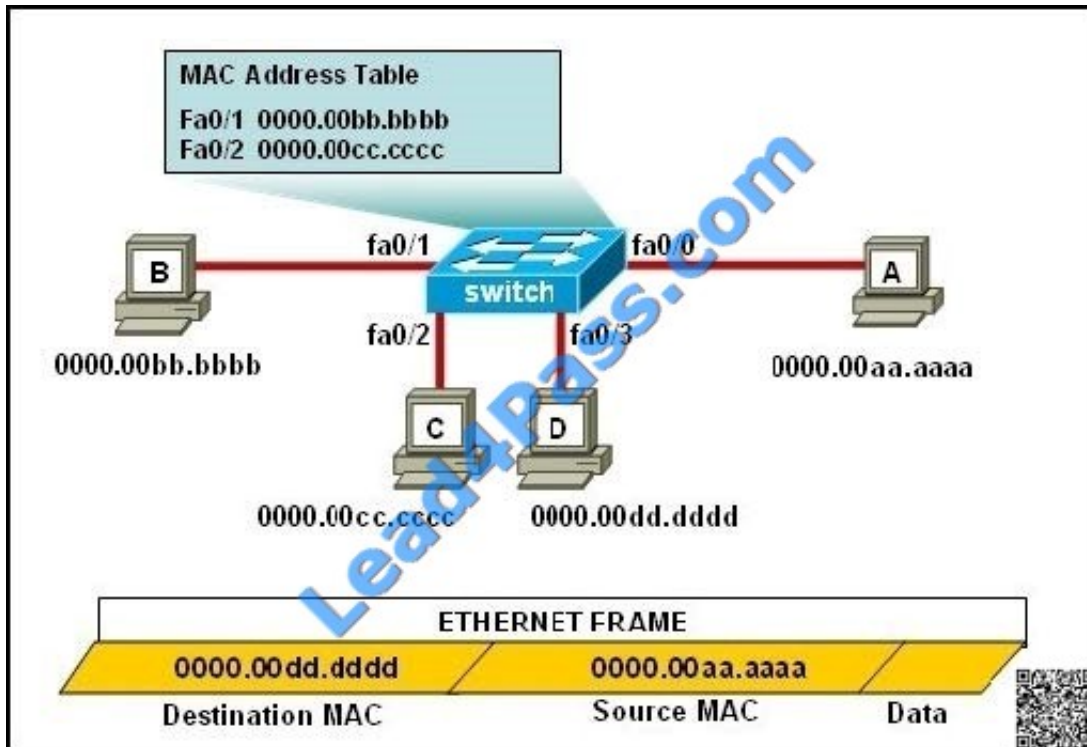 MAC Address Table
Fa0/1 0000.00bb.bbbb
Fa0/2 0000.00cc.cccc
fa0/1
fa0/0
B
switch
A
fa0/2
fa0/3
0000.00bb.bbbb
0000.00aa.aaaa
C
D
0000.00cc.cccc
0000.00dd.dddd
Lead4Pass.com
ETHERNET FRAME
0000.00dd.dddd
0000.00aa.aaaa
Destination MAC
Source MAC
Data